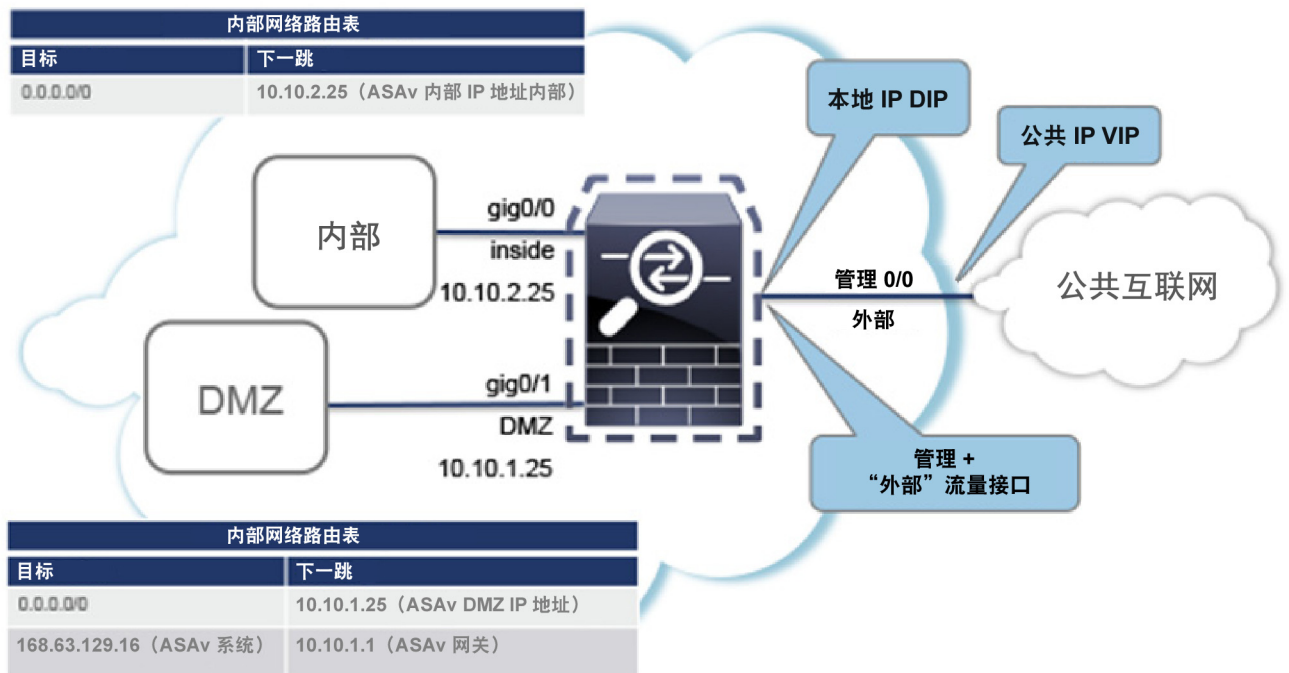 内部网络路由表
目标 下一跳
0.0.0.0/0 10.10.2.25（ASAv 内部 IP 地址内部）
本地 IP DIP
公共 IP VIP
内部
gig0/0
inside
10.10.2.25
管理 0/0
外部
公共互联网
DMZ
gig0/1
DMZ
10.10.1.25
管理 +
“外部”流量接口
内部网络路由表
目标 下一跳
0.0.0.0/0 10.10.1.25（ASAv DMZ IP 地址）
168.63.129.16（ASAv 系统） 10.10.1.1（ASAv 网关）